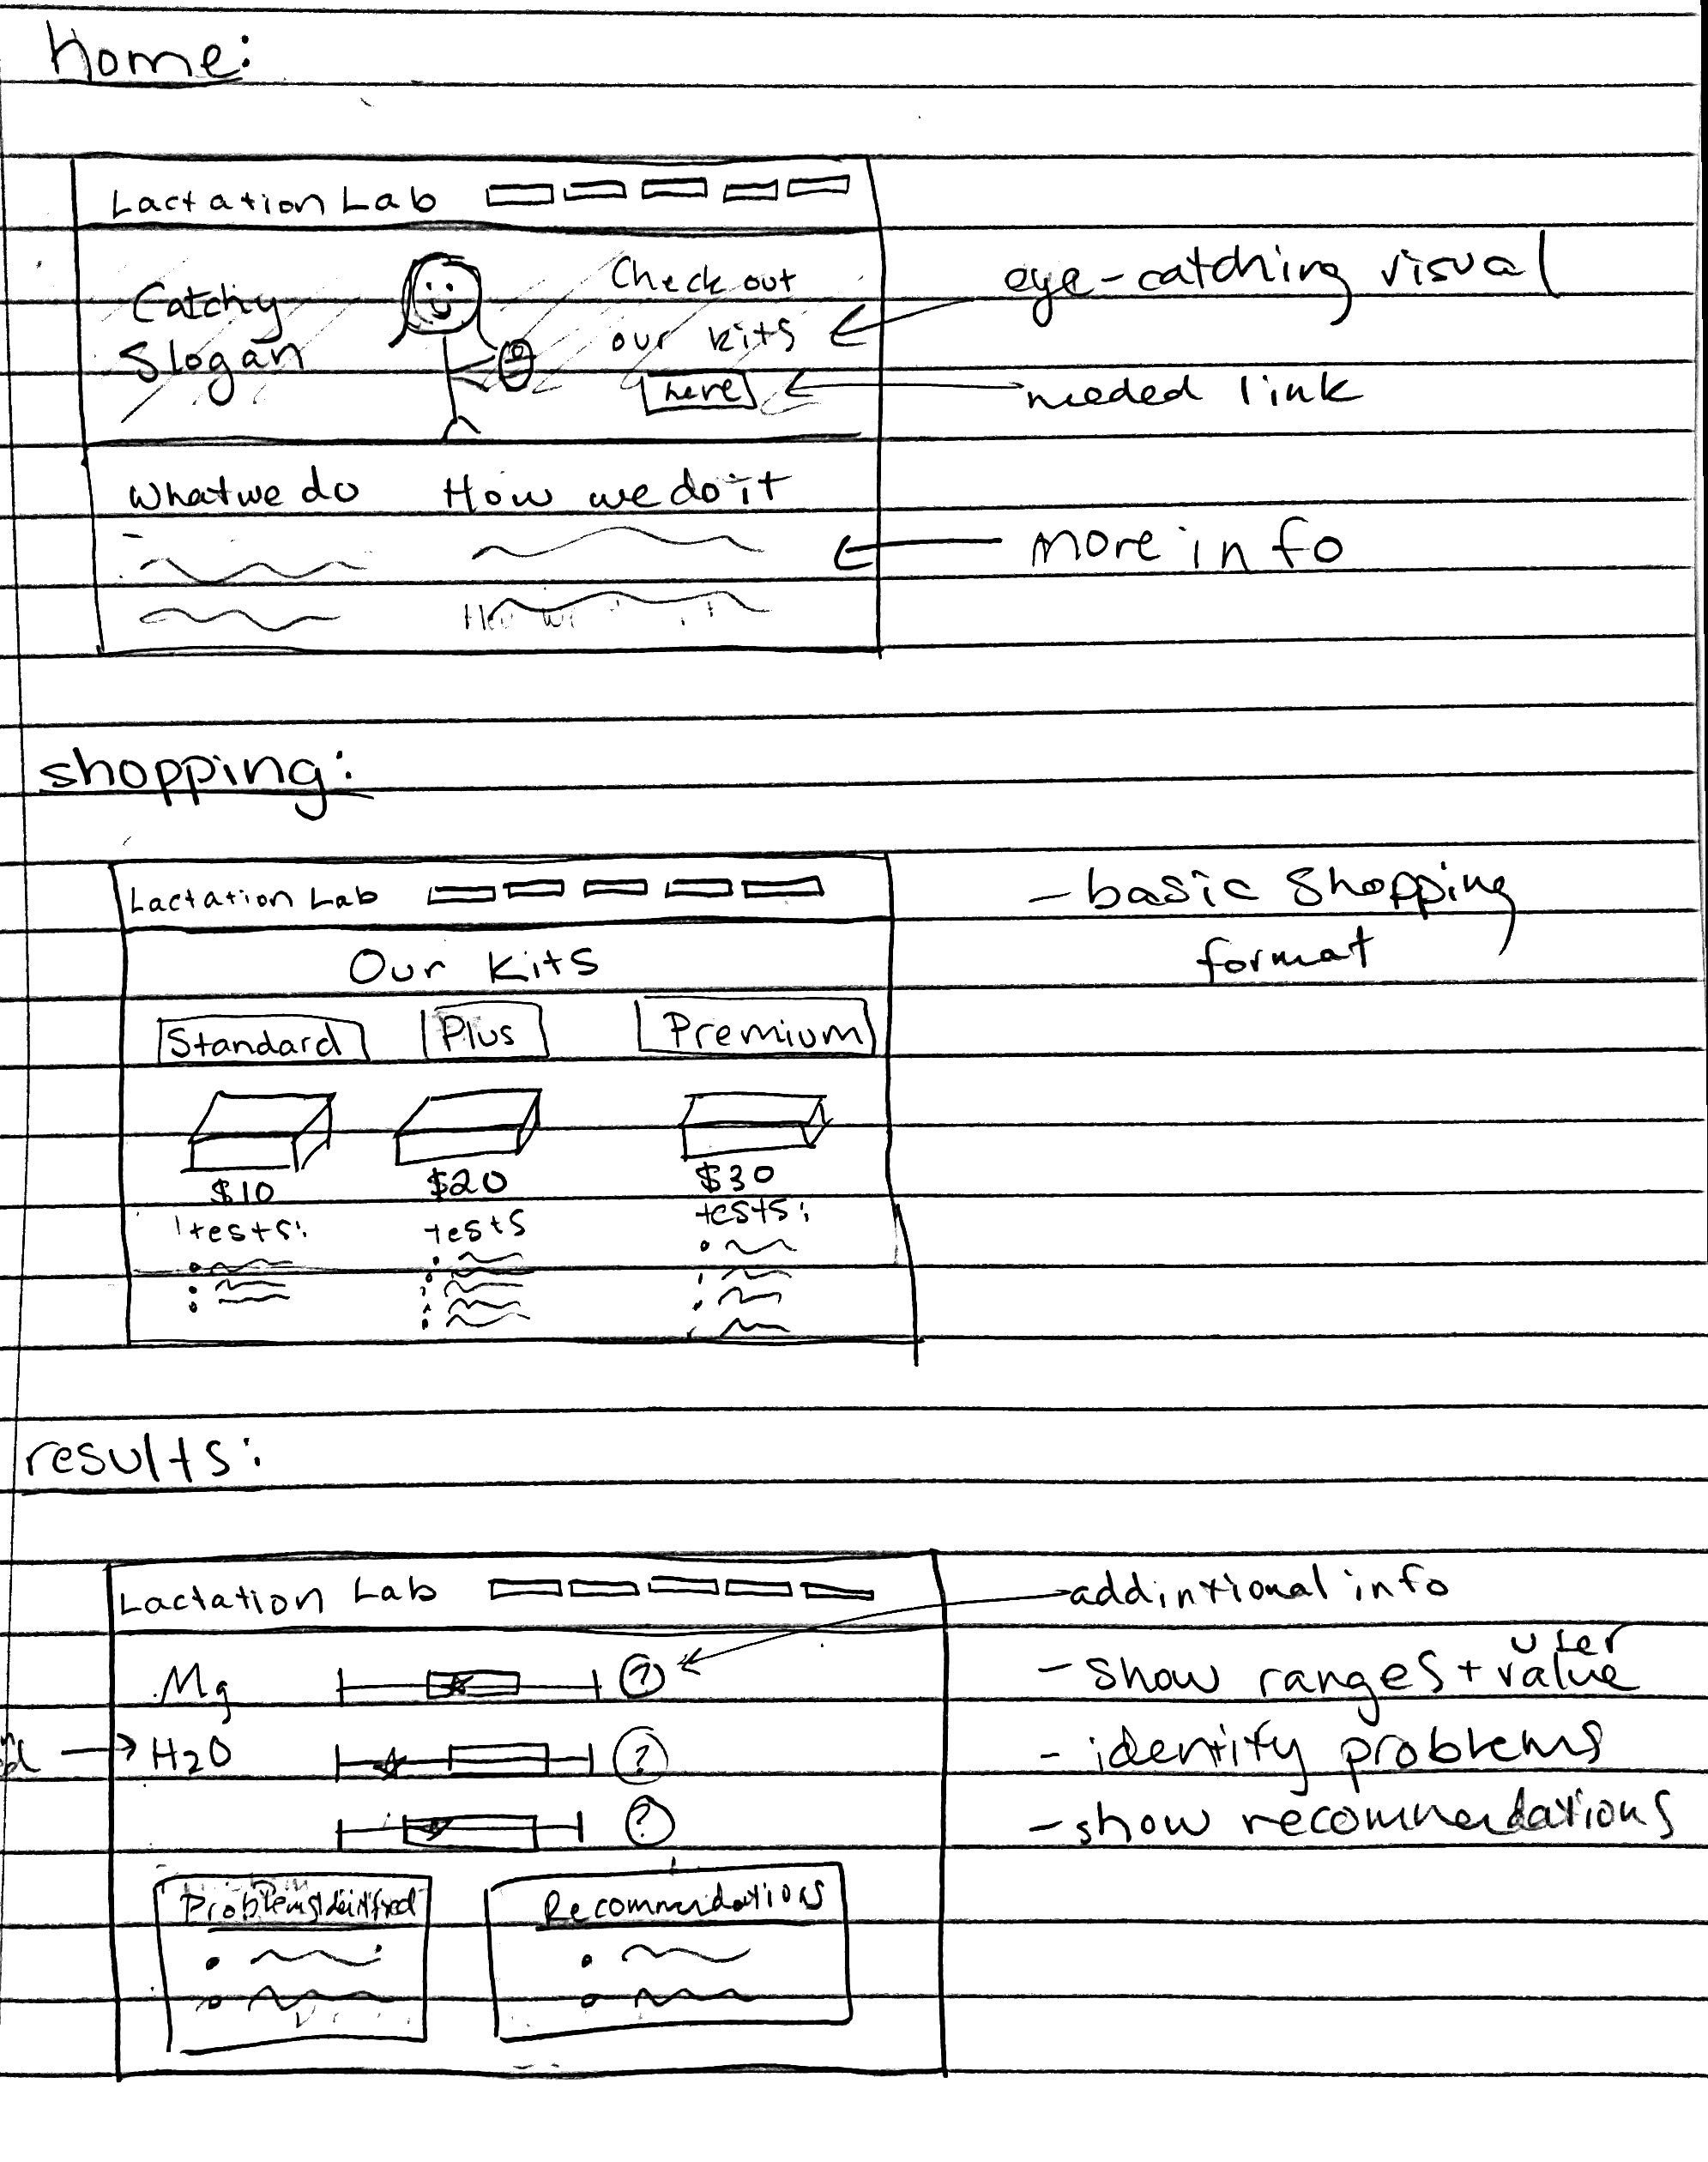 home:
Lactation Lab
Catchy
Slogan
Check out
our kits
here
eye-catching visual
needed link
What we do
How we do it
more info
shopping:
Lactation Lab
Our Kits
Standard
Plus
Premium
$10
$20
$30
tests:
tests
tests:
- basic shopping
format
results:
Lactation Lab
addintional info
Mg
?
H2O
?
?
- show ranges + user value
- identify problems
- show recommendations
Problems Identified
Recommendations